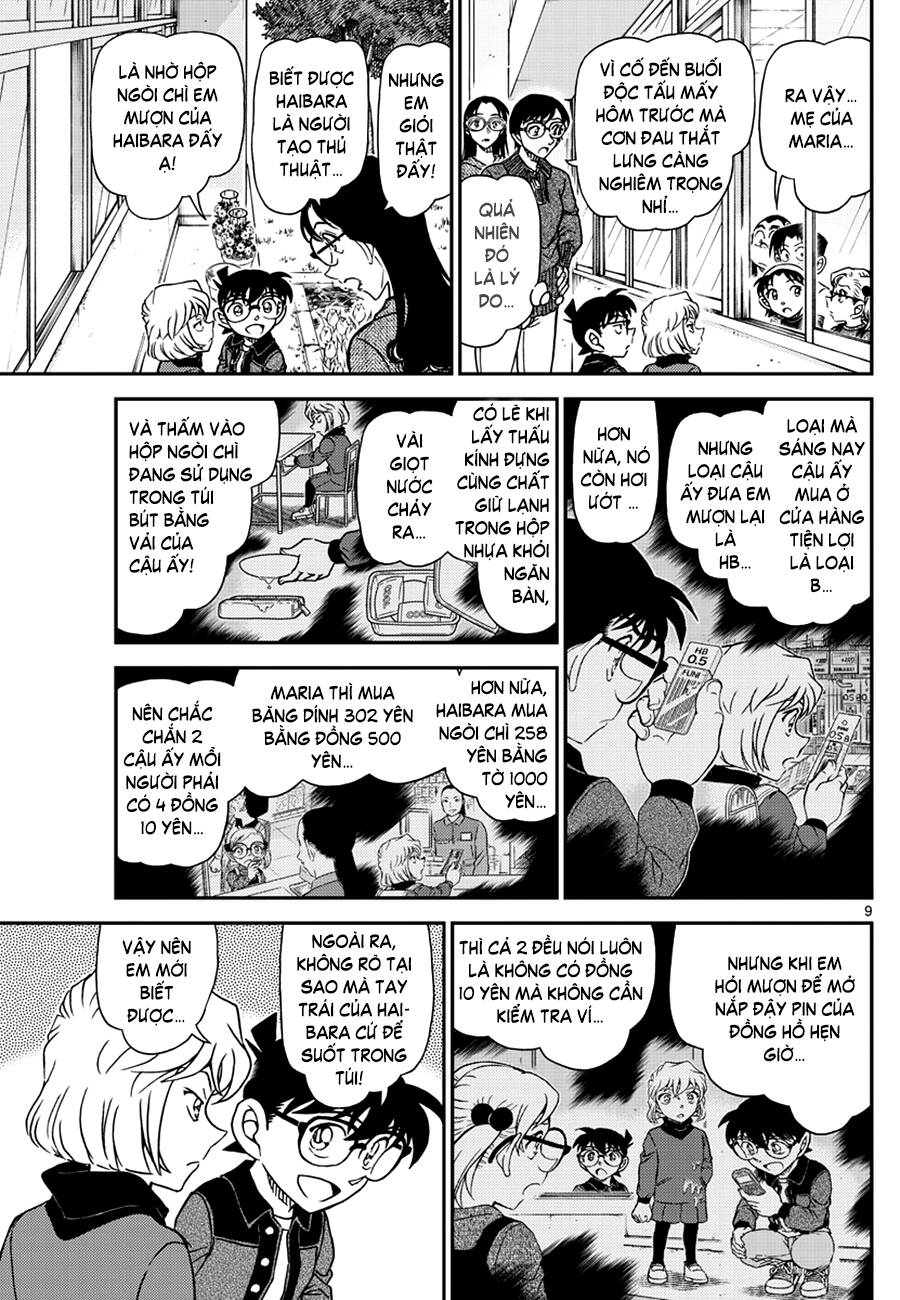 RA VẬY...
MẸ CỦA
MARIA...
VÌ CỐ ĐẾN BUỔI
ĐỘC TẤU MẤY
HÔM TRƯỚC MÀ
CƠN ĐAU THẮT
LƯNG CÀNG
NGHIÊM TRỌNG
NHỈ...
QUẢ
NHIÊN
ĐÓ
LÀ LÝ
DO...
NHƯNG
EM
GIỎI
THẬT
ĐẤY!
BIẾT ĐƯỢC
HAIBARA
LÀ NGƯỜI
TẠO THỦ
THUẬT...
LÀ NHỜ HỘP
NGÒI CHÌ EM
MƯỢN CỦA
HAIBARA ĐẤY
Ạ!
LOẠI MÀ
SÁNG NAY
CẬU ẤY
MUA Ở
CỬA HÀNG
TIỆN LỢI
LÀ LOẠI
B...
NHƯNG
LOẠI CẬU
ẤY ĐƯA EM
MƯỢN LẠI
LÀ
HB...
HƠN
NỮA, NÓ
CÒN HƠI
ƯỚT ...
HB
0.5
CÓ LẼ KHI
LẤY THẤU
KÍNH ĐỰNG
CÙNG CHẤT
GIỮ LẠNH
TRONG HỘP
NHỰA KHỎI
NGĂN
BÀN,
VÀI
GIỌT
NƯỚC
CHẢY
RA...
VÀ THẤM VÀO
HỘP NGÒI CHÌ
ĐANG SỬ DỤNG
TRONG TÚI
BÚT BẰNG
VẢI CỦA
CẬU ẤY!
HƠN NỮA,
HAIBARA MUA
NGÒI CHÌ 258
YÊN BẰNG
TỜ 1000
YÊN...
MARIA THÌ MUA
BĂNG DÍNH 302 YÊN
BẰNG ĐỒNG 500
YÊN...
NÊN CHẮC
CHẮN 2
CẬU ẤY MỖI
NGƯỜI PHẢI
CÓ 4 ĐỒNG
10 YÊN...
9
NHƯNG KHI EM
HỎI MƯỢN ĐỂ MỞ
NẮP ĐẬY PIN CỦA
ĐỒNG HỒ HẸN
GIỜ...
THÌ CẢ 2 ĐỀU NÓI LUÔN
LÀ KHÔNG CÓ ĐỒNG
10 YÊN MÀ KHÔNG CẦN
KIỂM TRA VÍ...
NGOÀI RA,
KHÔNG RÕ TẠI
SAO MÀ TAY
TRÁI CỦA HAI-
BARA CỨ ĐỂ
SUỐT TRONG
TÚI!
VẬY NÊN
EM MỚI
BIẾT
ĐƯỢC...